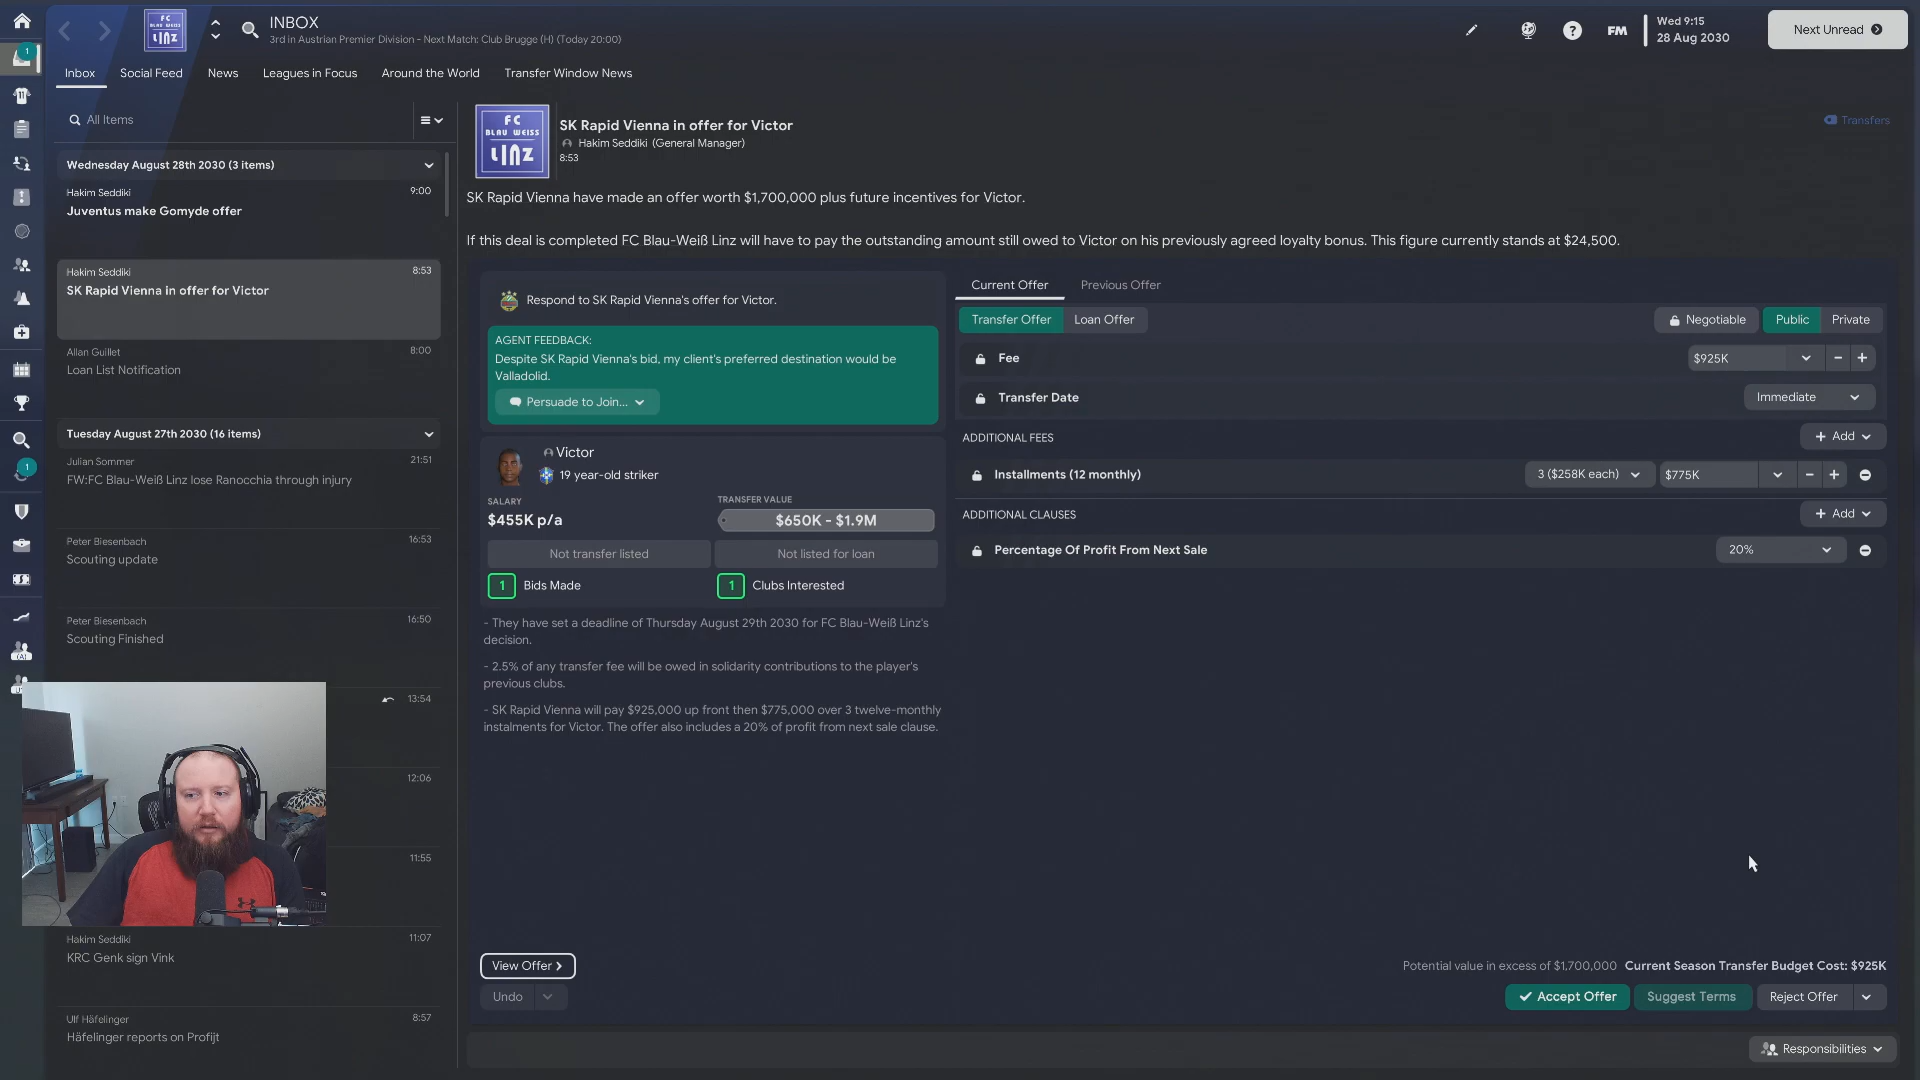 FC
BLAU WEISS
LINZ
INBOX
3rd in Austrian Premier Division - Next Match: Club Brugge (H) (Today 20:00)
FM
Wed 9:15
28 Aug 2030
Next Unread
1
Inbox
Social Feed
News
Leagues in Focus
Around the World
Transfer Window News
All Items
Wednesday August 28th 2030 (3 items)
Hakim Seddiki
9:00
Juventus make Gomyde offer
Hakim Seddiki
8:53
SK Rapid Vienna in offer for Victor
Allan Guillet
8:00
Loan List Notification
Tuesday August 27th 2030 (16 items)
Julian Sommer
21:51
FW:FC Blau-Weiß Linz lose Ranocchia through injury
1
Peter Biesenbach
16:53
Scouting update
Peter Biesenbach
16:50
Scouting Finished
13:54
12:06
11:55
Hakim Seddiki
11:07
KRC Genk sign Vink
Ulf Häfelinger
8:57
Häfelinger reports on Profijt
FC
BLAU WEISS
LINZ
SK Rapid Vienna in offer for Victor
Hakim Seddiki (General Manager)
8:53
Transfers
SK Rapid Vienna have made an offer worth $1,700,000 plus future incentives for Victor.
If this deal is completed FC Blau-Weiß Linz will have to pay the outstanding amount still owed to Victor on his previously agreed loyalty bonus. This figure currently stands at $24,500.
Respond to SK Rapid Vienna's offer for Victor.
AGENT FEEDBACK:
Despite SK Rapid Vienna's bid, my client's preferred destination would be
Valladolid.
Persuade to Join...
Victor
19 year-old striker
SALARY
$455K p/a
TRANSFER VALUE
$650K - $1.9M
Not transfer listed
Not listed for loan
1 Bids Made
1 Clubs Interested
- They have set a deadline of Thursday August 29th 2030 for FC Blau-Weiß Linz's
decision.
- 2.5% of any transfer fee will be owed in solidarity contributions to the player's
previous clubs.
- SK Rapid Vienna will pay $925,000 up front then $775,000 over 3 twelve-monthly
instalments for Victor. The offer also includes a 20% of profit from next sale clause.
Current Offer
Previous Offer
Transfer Offer
Loan Offer
Negotiable
Public
Private
Fee
$925K
Transfer Date
Immediate
ADDITIONAL FEES
Add
Installments (12 monthly)
3 ($258K each)
$775K
ADDITIONAL CLAUSES
Add
Percentage Of Profit From Next Sale
20%
View Offer
Undo
Potential value in excess of $1,700,000 Current Season Transfer Budget Cost: $925K
Accept Offer
Suggest Terms
Reject Offer
Responsibilities